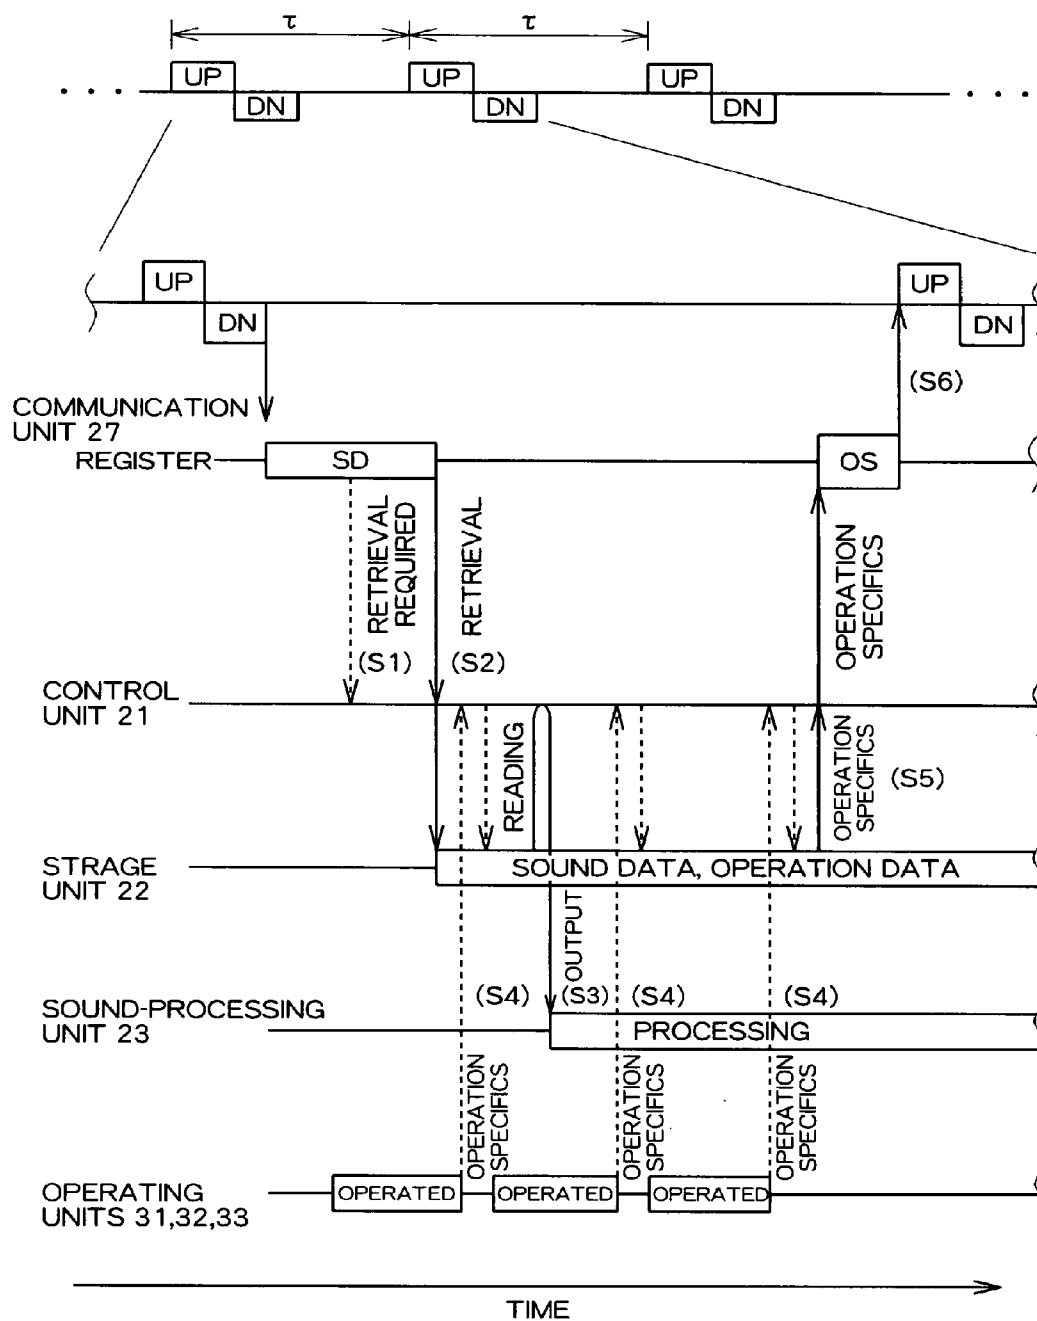 τ τ
UP UP UP
. . . DN DN DN . . .
UP UP
DN DN
(S6)
COMMUNICATION
UNIT 27
REGISTER SD OS
RETRIEVAL
REQUIRED
RETRIEVAL
OPERATION
SPECIFICS
(S1) (S2)
CONTROL
UNIT 21
READING
OPERATION
SPECIFICS
(S5)
STRAGE
UNIT 22
SOUND DATA, OPERATION DATA
OUTPUT
(S4) (S3) (S4) (S4)
SOUND-PROCESSING
UNIT 23
PROCESSING
OPERATION
SPECIFICS
OPERATION
SPECIFICS
OPERATION
SPECIFICS
OPERATING
UNITS 31,32,33
OPERATED OPERATED OPERATED
TIME